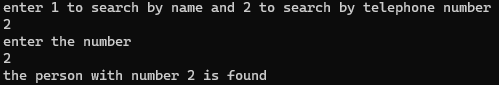 enter 1 to search by name and 2 to search by telephone number
2
enter the number
2
the person with number 2 is found